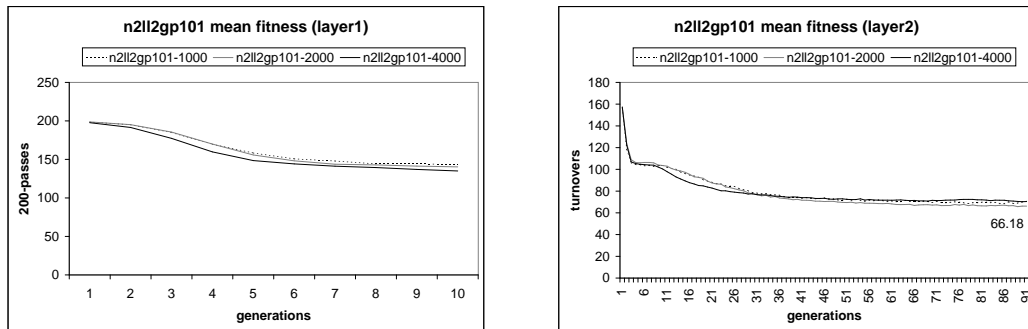 n2ll2gp101 mean fitness (layer1)
n2ll2gp101-1000 n2ll2gp101-2000 n2ll2gp101-4000
250
200
150
100
50
0
200-passes
1 2 3 4 5 6 7 8 9 10
generations
n2ll2gp101 mean fitness (layer2)
n2ll2gp101-1000 n2ll2gp101-2000 n2ll2gp101-4000
180
160
140
120
100
80
60
40
20
0
turnovers
66.18
1 6 11 16 21 26 31 36 41 46 51 56 61 66 71 76 81 86 91
generations